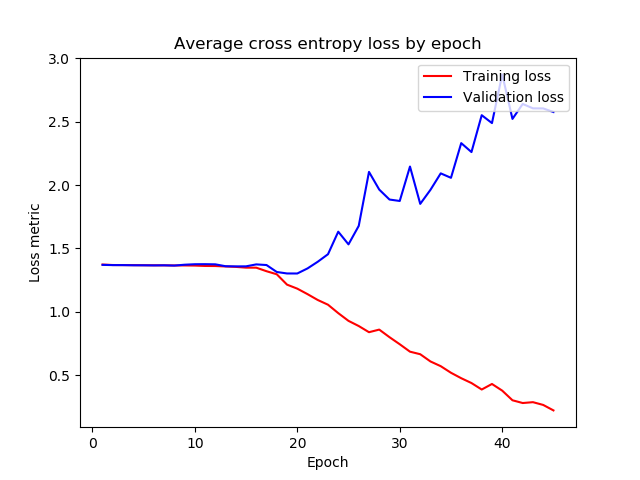 Average cross entropy loss by epoch
Training loss
Validation loss
3.0
2.5
2.0
1.5
1.0
0.5
Loss metric
0
10
20
30
40
Epoch